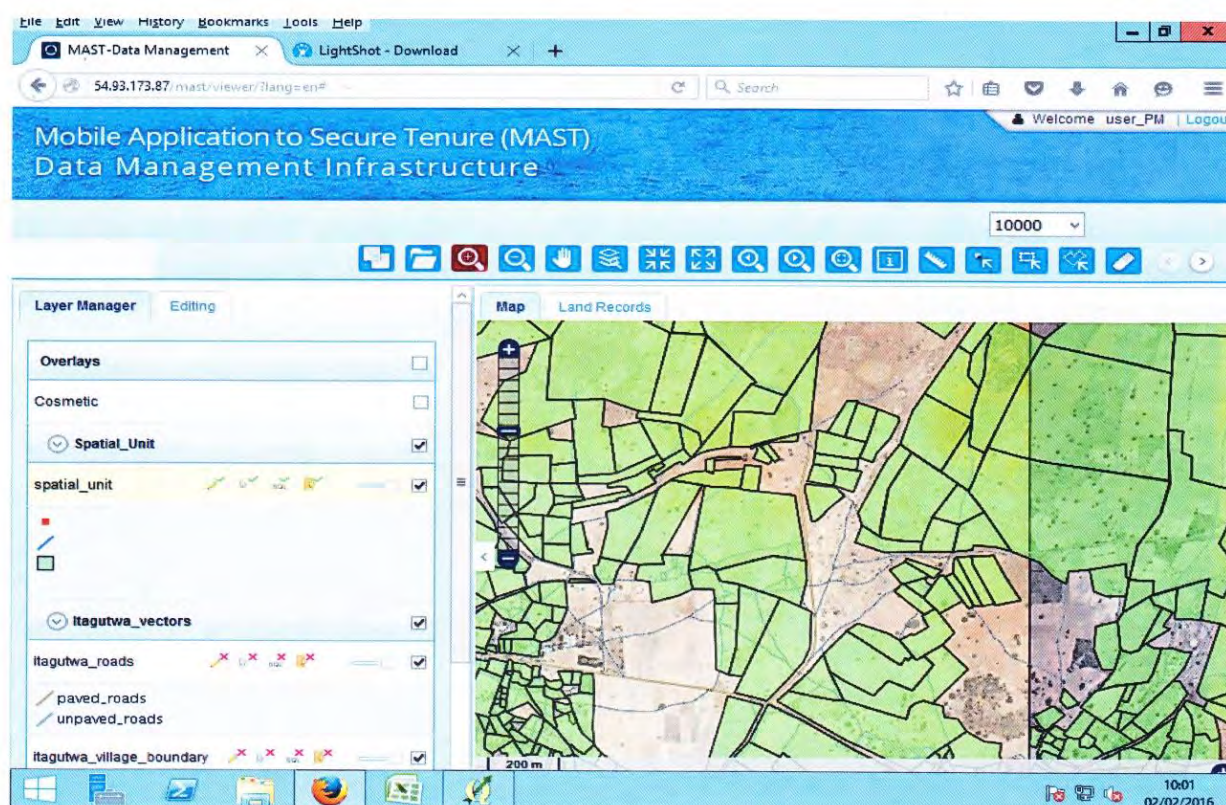 File Edit View History Bookmarks Tools Help
MAST-Data Management
LightShot - Download
54.93.173.87/mast/viewer/?lang=en#
Search
Welcome user_PM | Logou
Mobile Application to Secure Tenure (MAST)
Data Management Infrastructure
10000
Layer Manager Editing
Map Land Records
Overlays
Cosmetic
Spatial_Unit
spatial_unit
Itagutwa_vectors
itagutwa_roads
paved_roads
unpaved_roads
itagutwa_village_boundary
200 m
10:01
02/02/2016